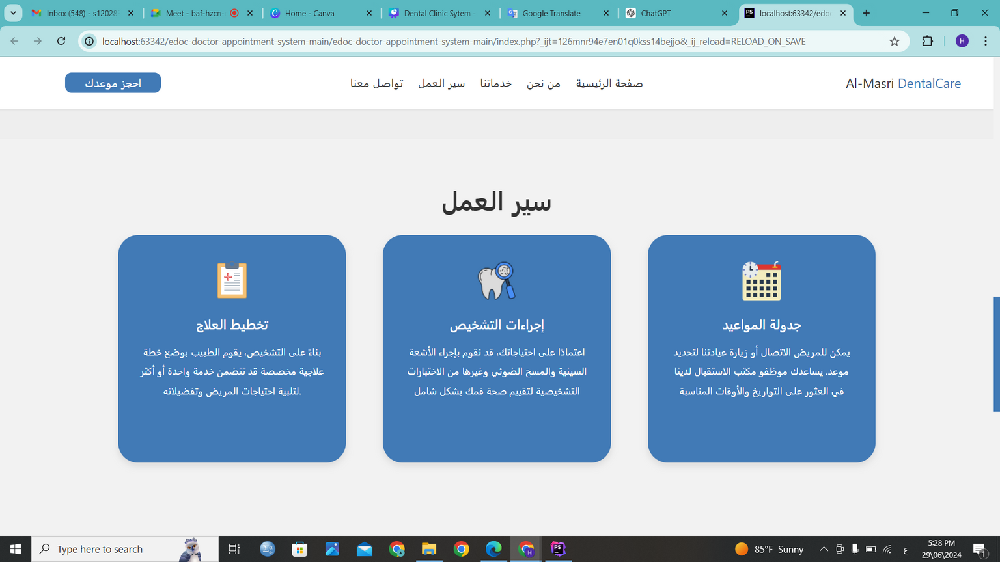 Inbox (548) - s12028
Meet - baf-hzcn-
Home - Canva
Dental Clinic Sytem -
Google Translate
ChatGPT
localhost:63342/edoc
localhost:63342/edoc-doctor-appointment-system-main/edoc-doctor-appointment-system-main/index.php?_ijt=126mnr94e7en01q0kss14bejjo&_ij_reload=RELOAD_ON_SAVE
H
Al-Masri DentalCare
صفحة الرئيسية
من نحن
خدماتنا
سير العمل
تواصل معنا
احجز موعدك
سير العمل
جدولة المواعيد
يمكن للمريض الاتصال أو زيارة عيادتنا لتحديد
موعد. يساعدك موظفو مكتب الاستقبال لدينا
في العثور على التواريخ والأوقات المناسبة
إجراءات التشخيص
اعتمادًا على احتياجاتك، قد نقوم بإجراء الأشعة
السينية والمسح الضوئي وغيرها من الاختبارات
التشخيصية لتقييم صحة فمك بشكل شامل
تخطيط العلاج
بناءً على التشخيص، يقوم الطبيب بوضع خطة
علاجية مخصصة قد تتضمن خدمة واحدة أو أكثر
.لتلبية احتياجات المريض وتفضيلاته
Type here to search
85°F Sunny
ع
5:28 PM
29\06\2024
1